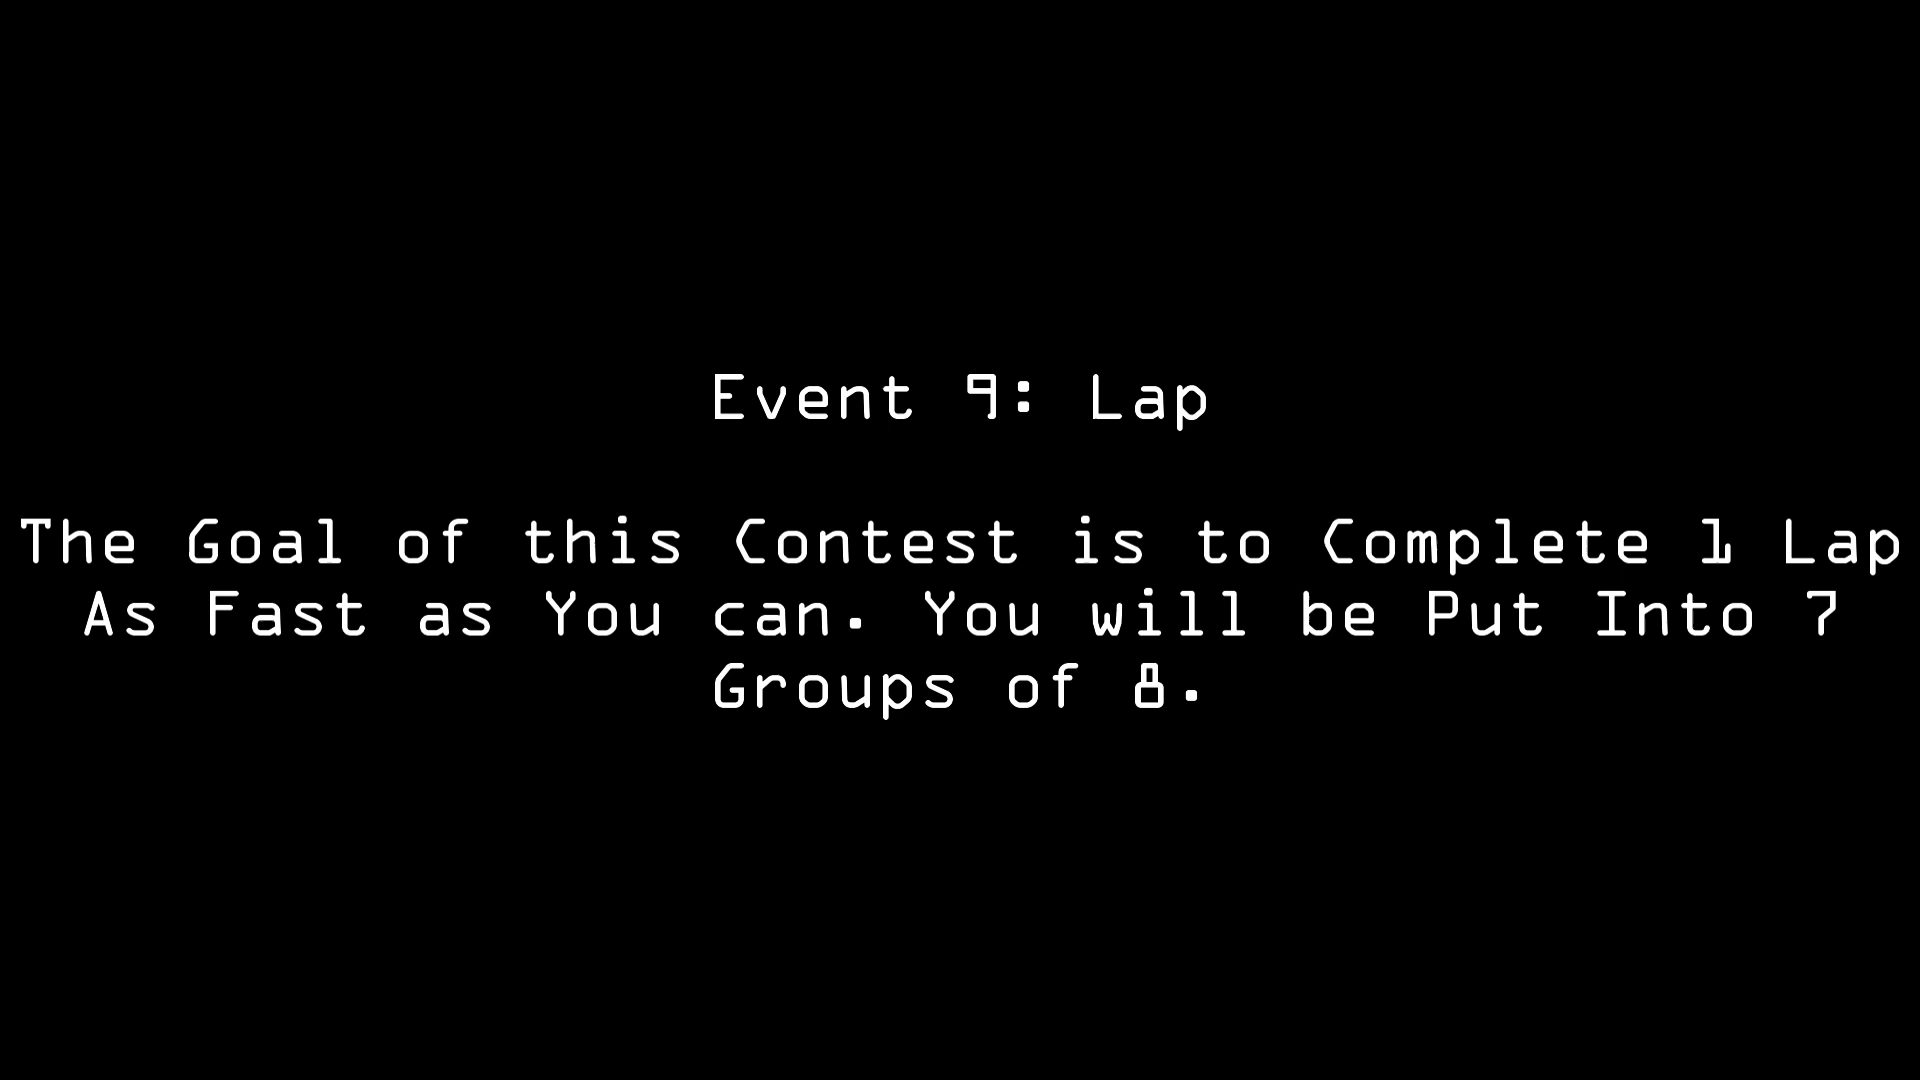 Event 9: Lap
The Goal of this Contest is to Complete 1 Lap
As Fast as You can. You will be Put Into 7
Groups of 8.